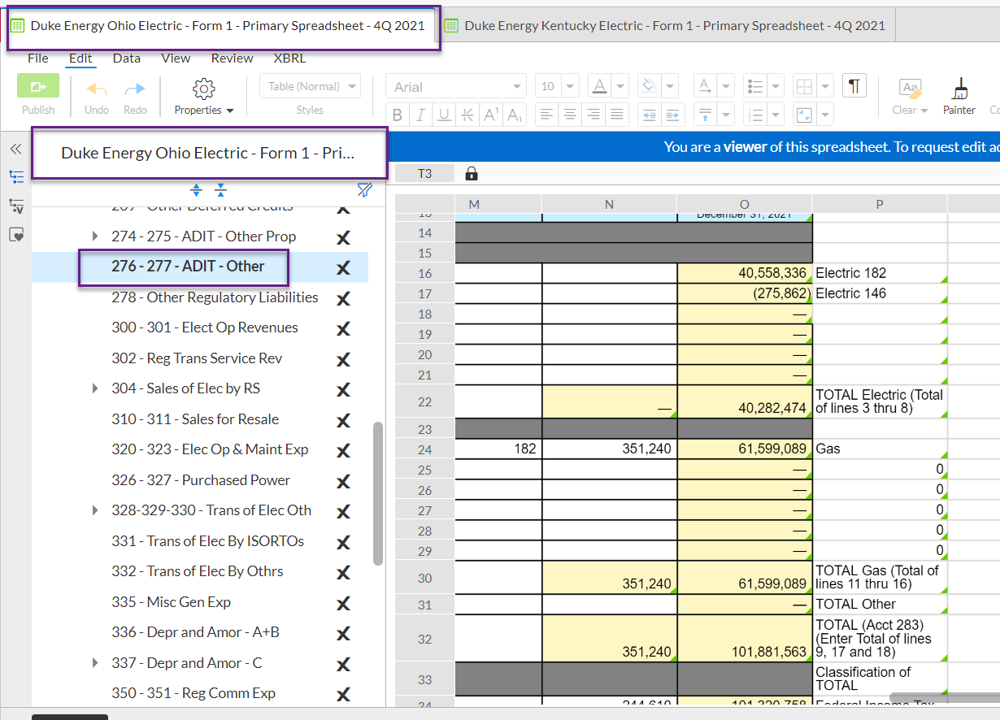 Duke Energy Ohio Electric - Form 1 - Primary Spreadsheet - 4Q 2021
Duke Energy Kentucky Electric - Form 1 - Primary Spreadsheet - 4Q 2021
File Edit Data View Review XBRL
Table (Normal) Arial 10
Publish Undo Redo Properties Styles Clear Painter
Duke Energy Ohio Electric - Form 1 - Pri...
You are a viewer of this spreadsheet. To request edit ac
T3
M N O P
269 - Other Deferred Credits
274 - 275 - ADIT - Other Prop
276 - 277 - ADIT - Other
278 - Other Regulatory Liabilities
300 - 301 - Elect Op Revenues
302 - Reg Trans Service Rev
304 - Sales of Elec by RS
310 - 311 - Sales for Resale
320 - 323 - Elec Op & Maint Exp
326 - 327 - Purchased Power
328-329-330 - Trans of Elec Oth
331 - Trans of Elec By ISORTOs
332 - Trans of Elec By Othrs
335 - Misc Gen Exp
336 - Depr and Amor - A+B
337 - Depr and Amor - C
350 - 351 - Reg Comm Exp
13 December 31, 2021
14
15
16 40,558,336 Electric 182
17 (275,862) Electric 146
18 —
19 —
20 —
21 —
22 — 40,282,474 TOTAL Electric (Total
of lines 3 thru 8)
23
24 182 351,240 61,599,089 Gas
25 — 0
26 — 0
27 — 0
28 — 0
29 — 0
30 351,240 61,599,089 TOTAL Gas (Total of
lines 11 thru 16)
31 — TOTAL Other
32 351,240 101,881,563 TOTAL (Acct 283)
(Enter Total of lines
9, 17 and 18)
33 Classification of
TOTAL
34 Federal Income Tax